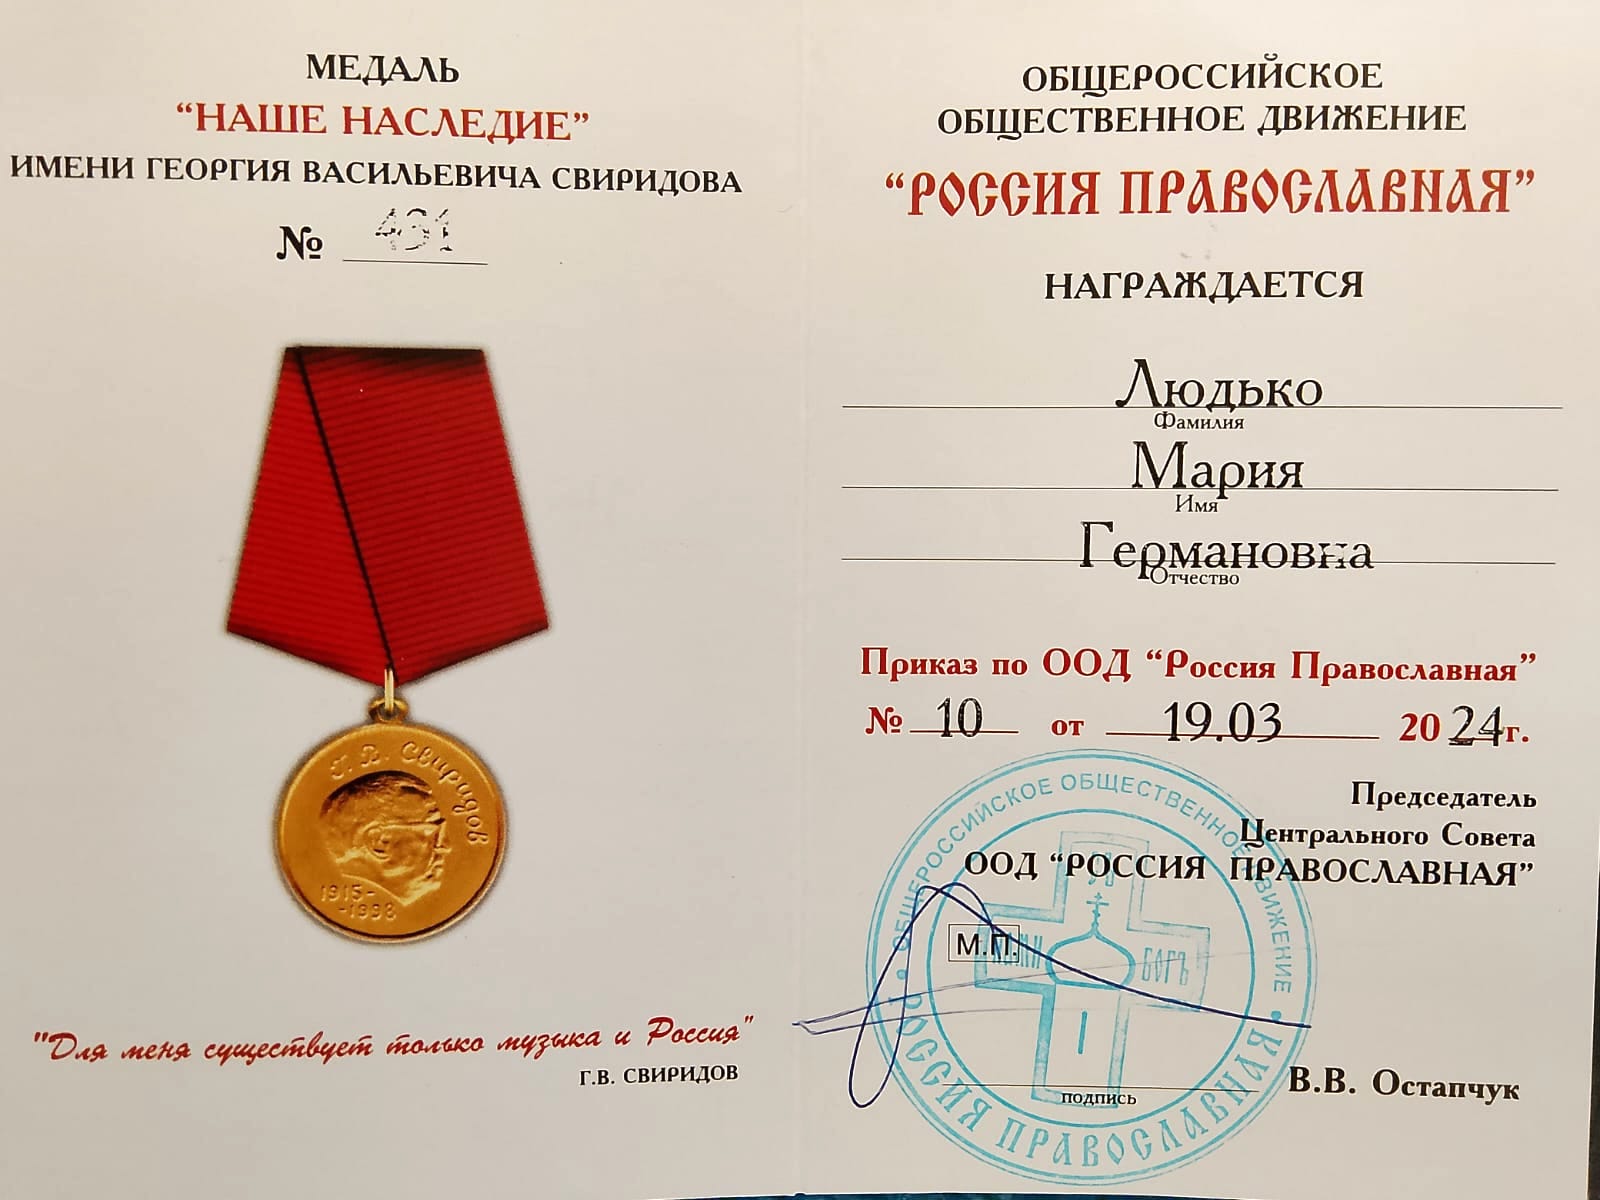 МЕДАЛЬ
“НАШЕ НАСЛЕДИЕ”
ИМЕНИ ГЕОРГИЯ ВАСИЛЬЕВИЧА СВИРИДОВА
№ 431
Г. В. Свиридов
1915-
-1998
"Для меня существует только музыка и Россия"
Г.В. СВИРИДОВ
ОБЩЕРОССИЙСКОЕ
ОБЩЕСТВЕННОЕ ДВИЖЕНИЕ
“РОССИЯ ПРАВОСЛАВНАЯ”
НАГРАЖДАЕТСЯ
Людько
Фамилия
Мария
Имя
Германовна
Отчество
Приказ по ООД “Россия Православная”
№ 10 от 19.03 2024г.
Председатель
Центрального Совета
ООД “РОССИЯ ПРАВОСЛАВНАЯ”
М.П.
В.В. Остапчук
подпись
ОБЩЕРОССИЙСКОЕ ОБЩЕСТВЕННОЕ ДВИЖЕНИЕ
РОССИЯ ПРАВОСЛАВНАЯ
БОГЪ